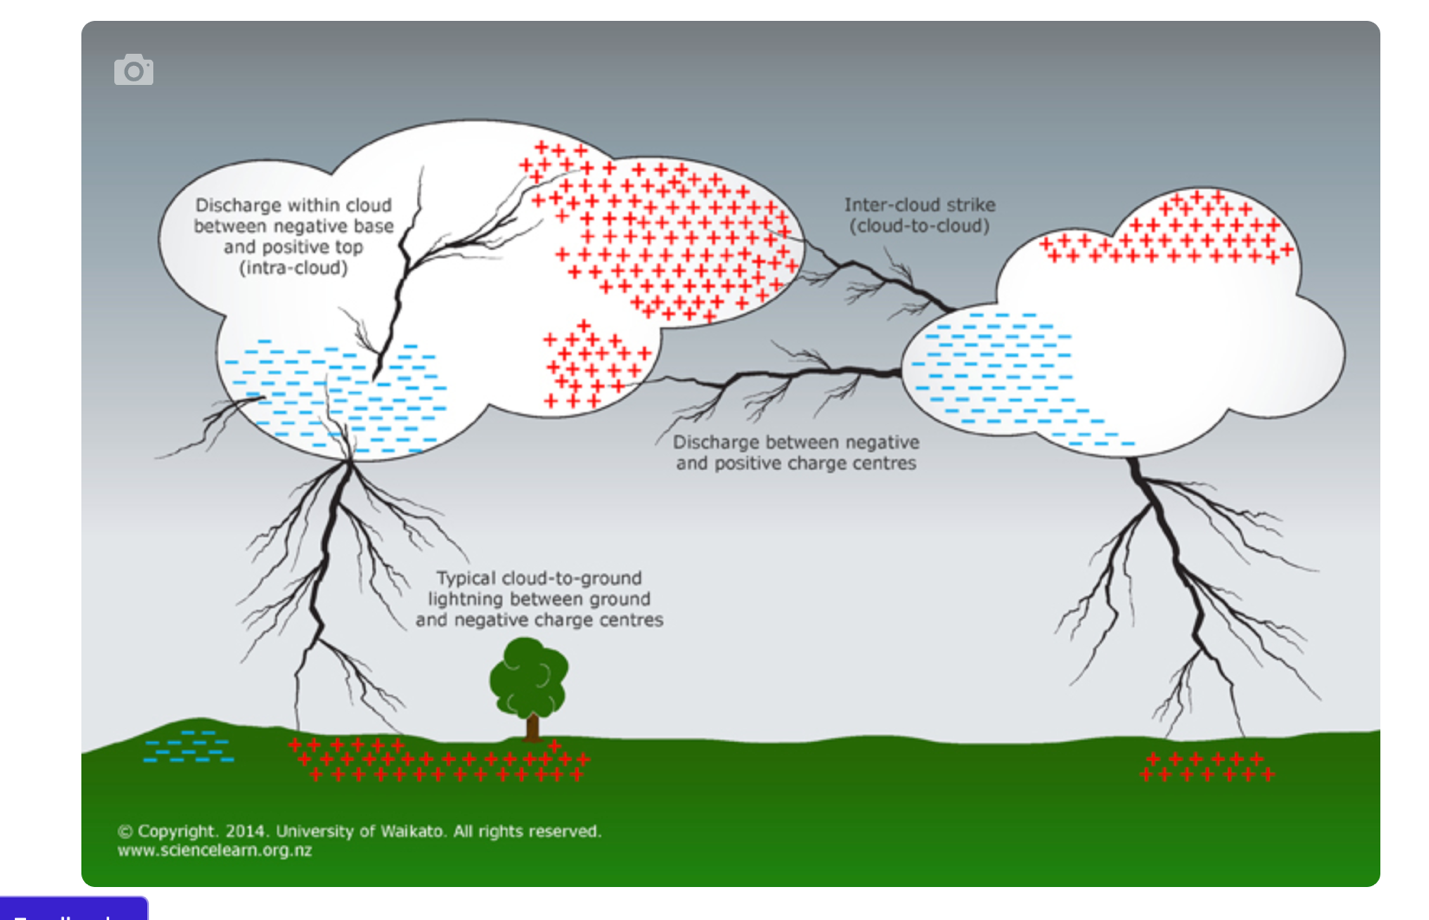 Discharge within cloud
between negative base
and positive top
(intra-cloud)
Inter-cloud strike
(cloud-to-cloud)
Discharge between negative
and positive charge centres
Typical cloud-to-ground
lightning between ground
and negative charge centres
© Copyright. 2014. University of Waikato. All rights reserved.
www.sciencelearn.org.nz